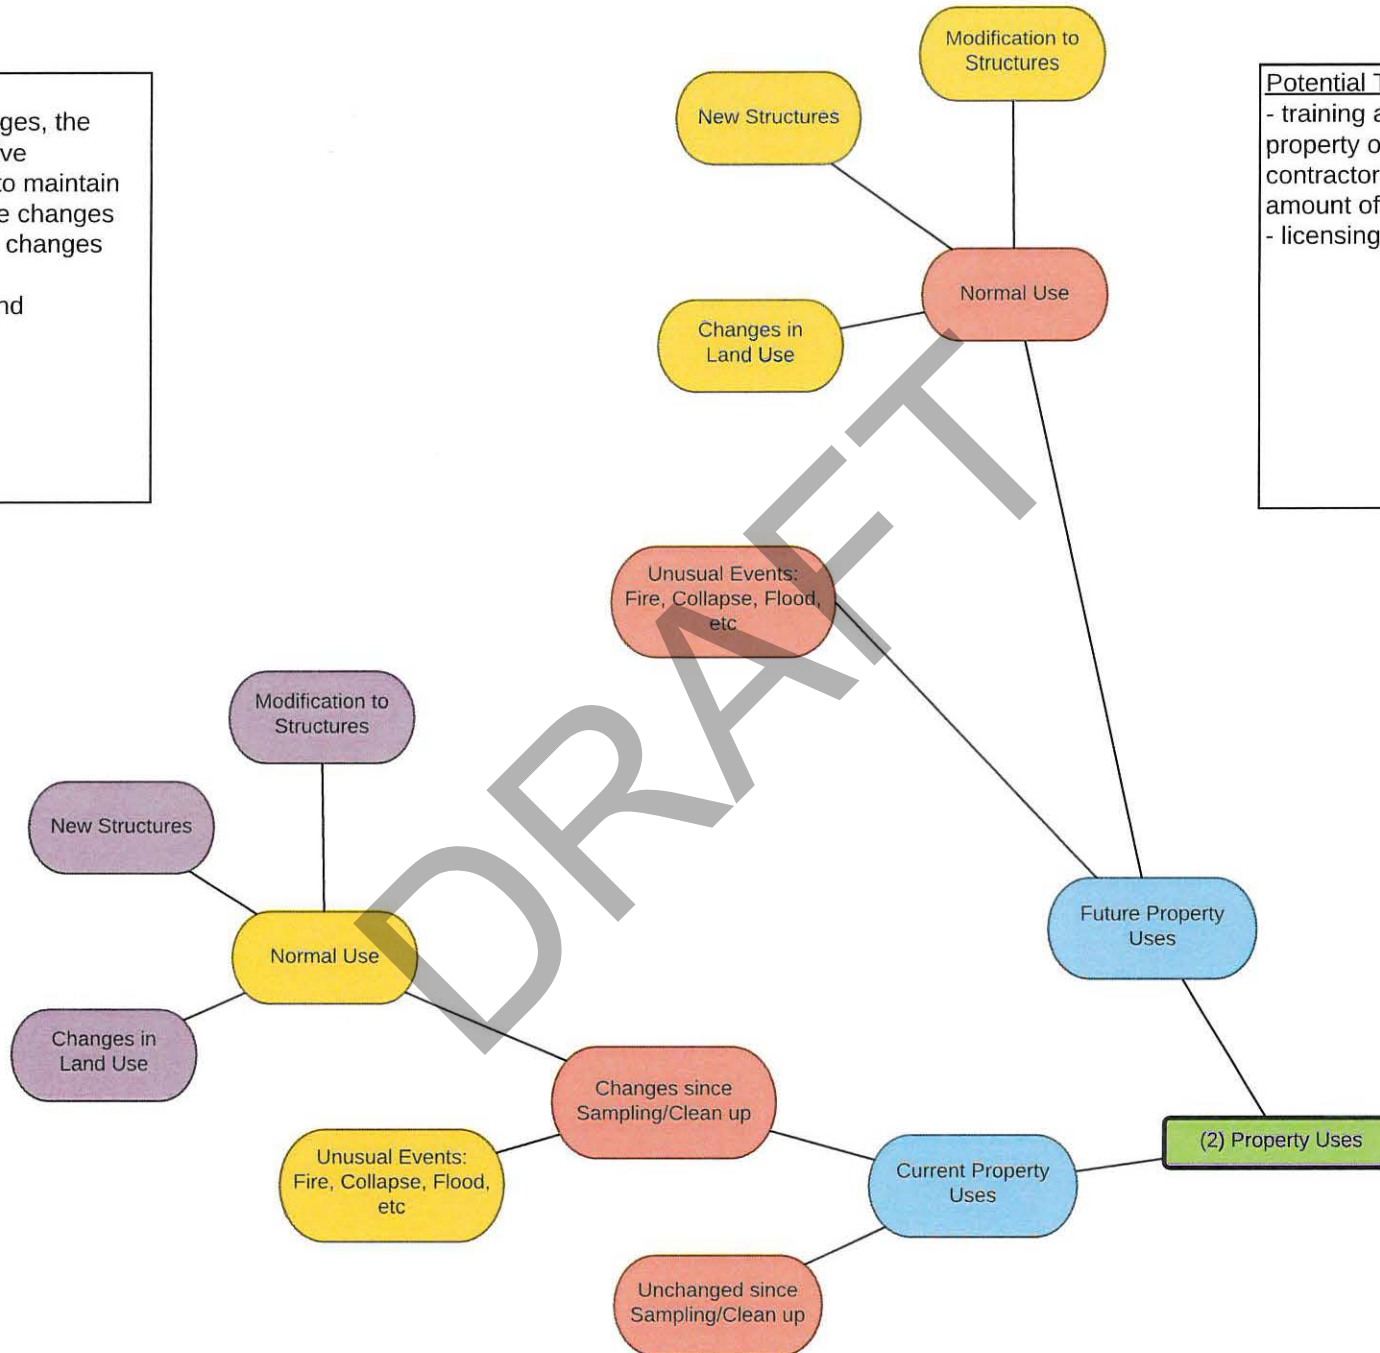 Modification to
Structures
New Structures
ges, the
ve
to maintain
e changes
changes
nd
Potential
- training a
property o
contractor
amount of
- licensing
Normal Use
Changes in
Land Use
Unusual Events:
Fire, Collapse, Flood,
etc
DRAFT
Modification to
Structures
New Structures
Normal Use
Changes in
Land Use
Future Property
Uses
Changes since
Sampling/Clean up
Unusual Events:
Fire, Collapse, Flood,
etc
(2) Property Uses
Current Property
Uses
Unchanged since
Sampling/Clean up